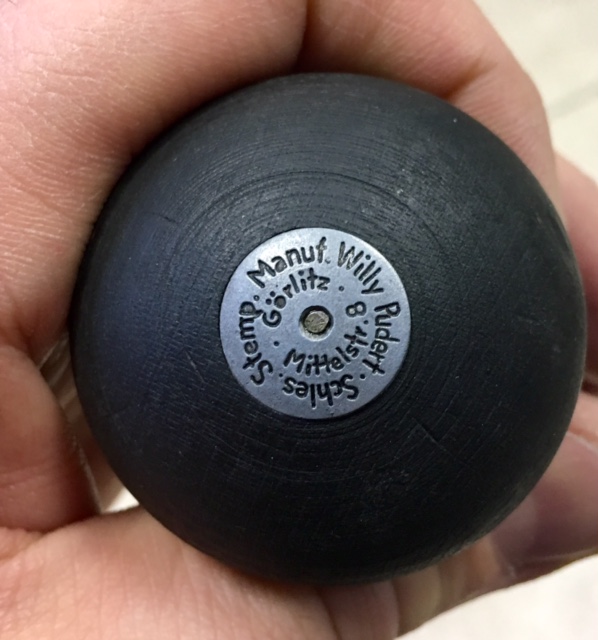 Schles. Stemp. Manuf. Willy Rudert.
Görlitz · Mittelstr. 8 ·